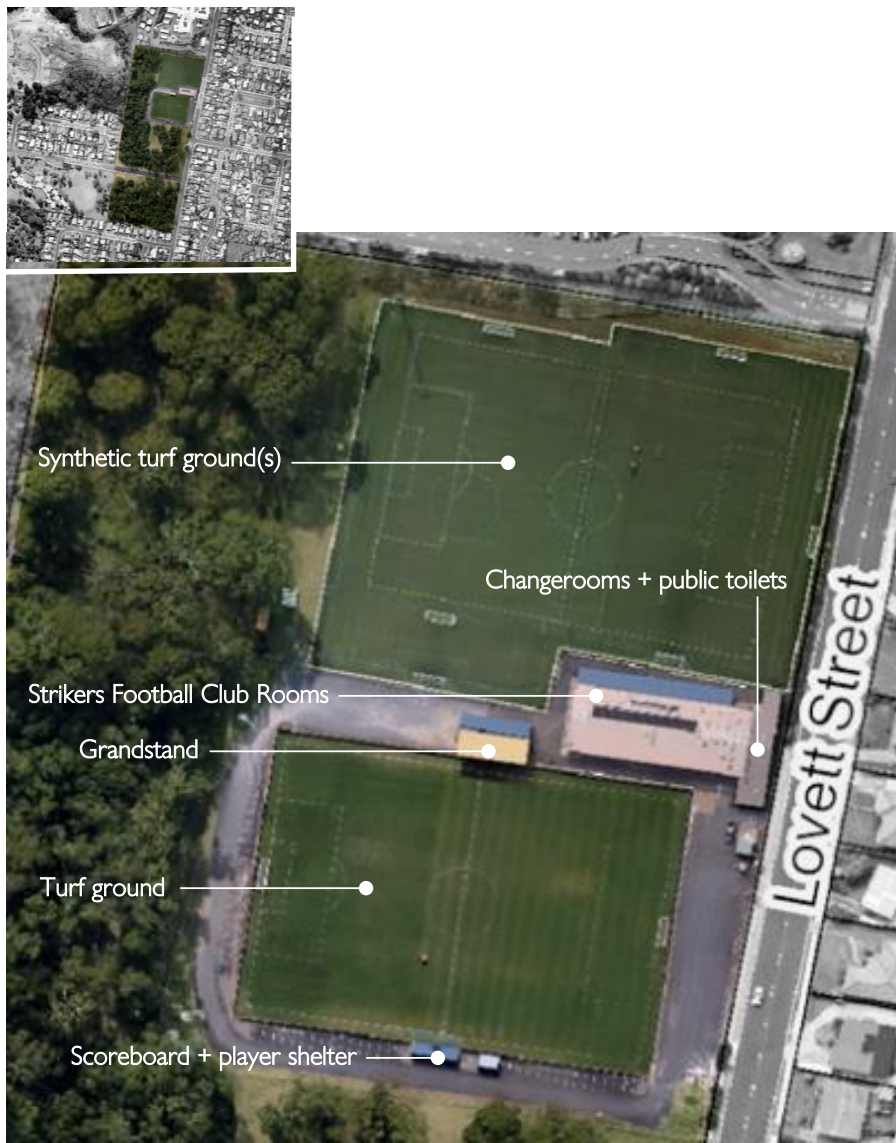 Synthetic turf ground(s)
Changerooms + public toilets
Strikers Football Club Rooms
Grandstand
Turf ground
Scoreboard + player shelter
Lovett Street